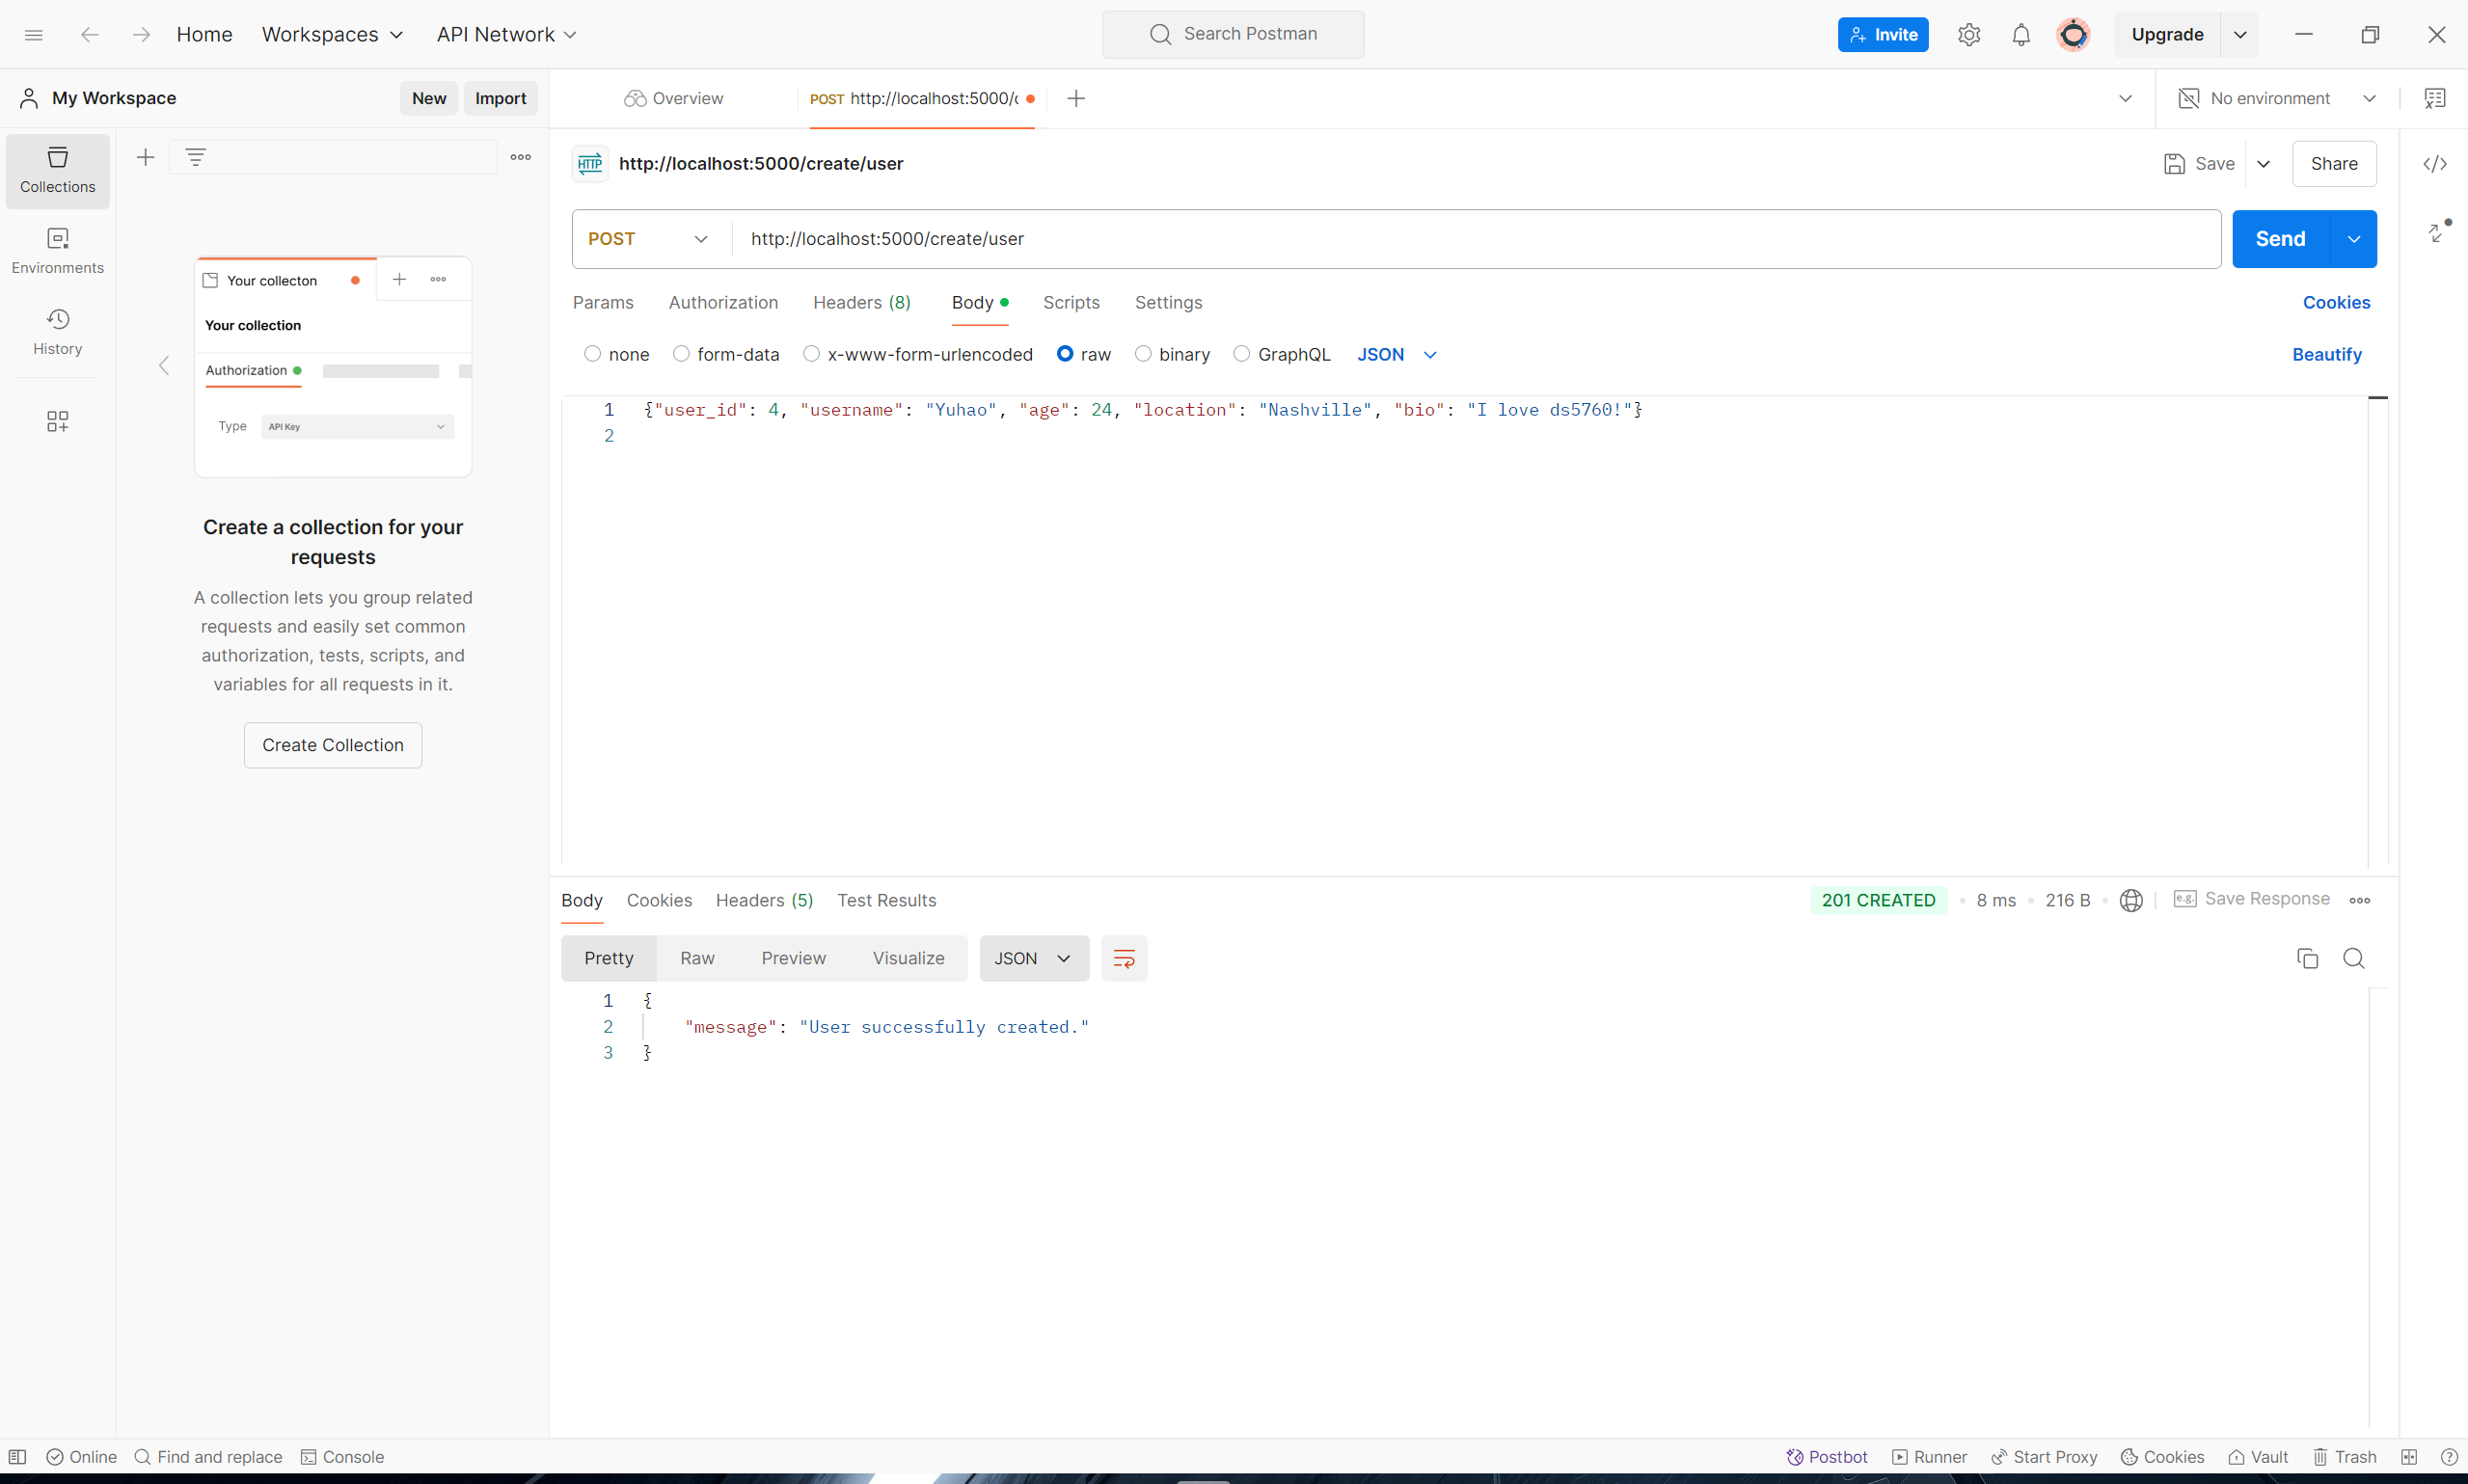 Home Workspaces API Network
Search Postman
Invite
Upgrade
My Workspace
New Import
Overview
POST http://localhost:5000/c
No environment
Collections
Environments
History
Your collecton
Your collection
Authorization
Type API Key
Create a collection for your
requests
A collection lets you group related
requests and easily set common
authorization, tests, scripts, and
variables for all requests in it.
Create Collection
HTTP http://localhost:5000/create/user
Save Share
POST http://localhost:5000/create/user
Send
Params Authorization Headers (8) Body Scripts Settings
Cookies
none form-data x-www-form-urlencoded raw binary GraphQL JSON
Beautify
1 {"user_id": 4, "username": "Yuhao", "age": 24, "location": "Nashville", "bio": "I love ds5760!"}
2
Body Cookies Headers (5) Test Results
201 CREATED • 8 ms • 216 B
e.g. Save Response
Pretty Raw Preview Visualize JSON
1 {
2 "message": "User successfully created."
3 }
Online Find and replace Console
Postbot Runner Start Proxy Cookies Vault Trash